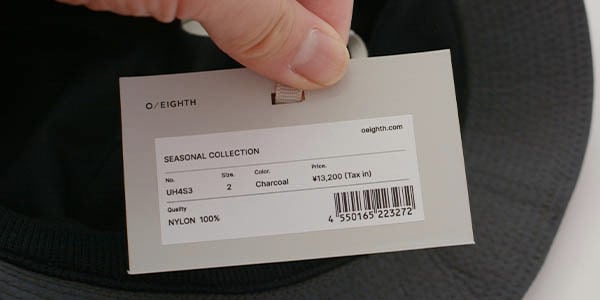 O/EIGHTH
oeighth.com
SEASONAL COLLECTION
No. Size. Color. Price.
UH4S3 2 Charcoal ¥13,200 (Tax in)
Quality
NYLON 100%
4 550165 223272